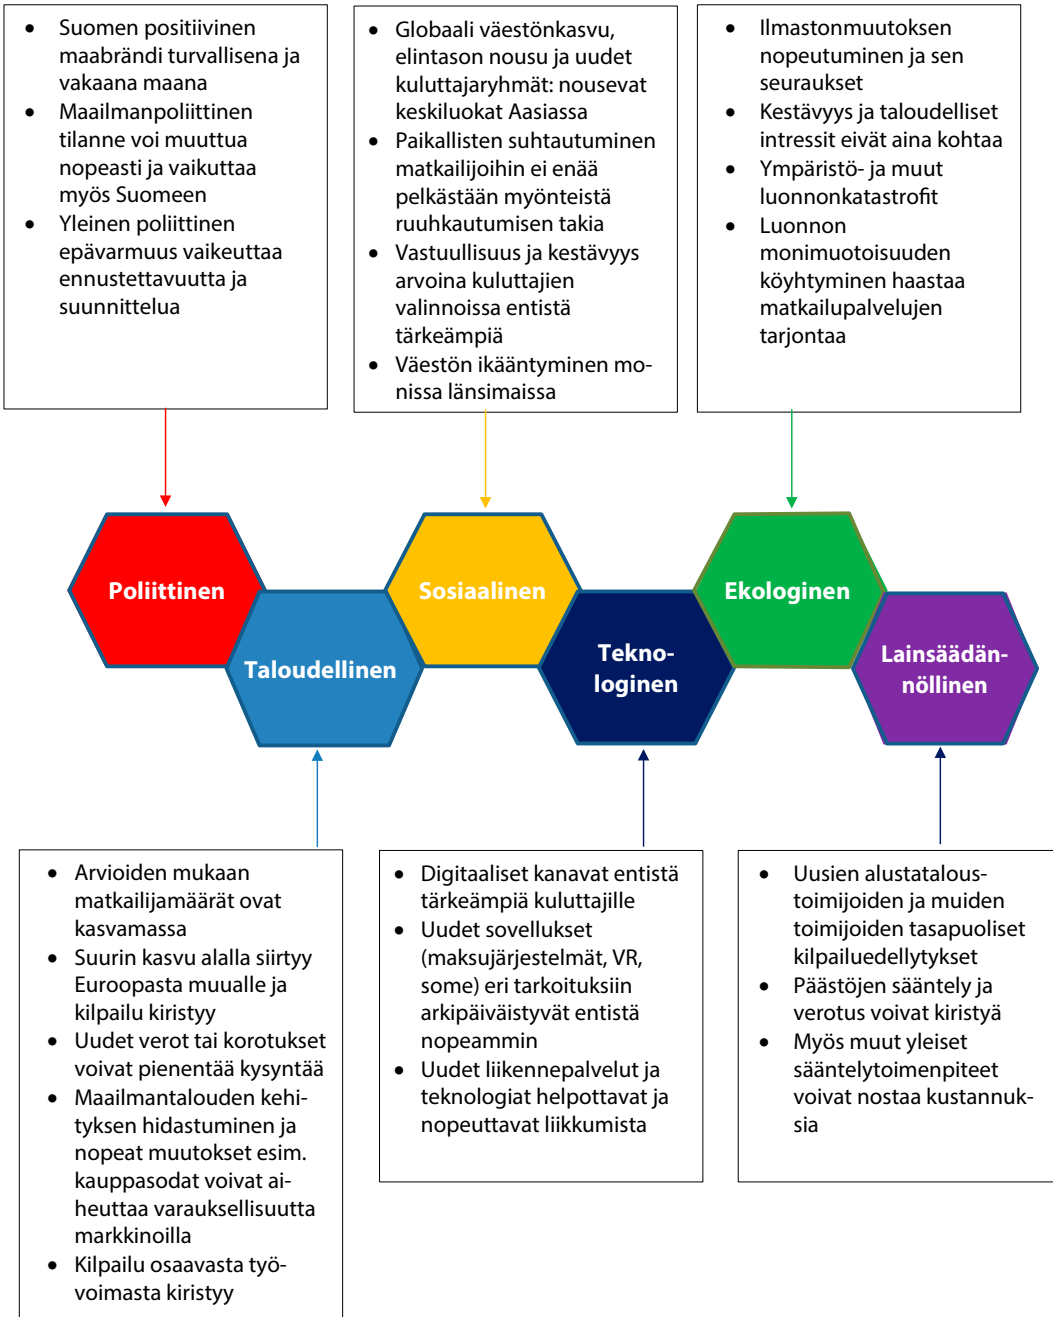 • Suomen positiivinen
maabrändi turvallisena ja
vakaana maana
• Maailmanpoliittinen
tilanne voi muuttua
nopeasti ja vaikuttaa
myös Suomeen
• Yleinen poliittinen
epävarmuus vaikeuttaa
ennustettavuutta ja
suunnittelua
• Globaali väestönkasvu,
elintason nousu ja uudet
kuluttajaryhmät: nousevat
keskiluokat Aasiassa
• Paikallisten suhtautuminen
matkailijoihin ei enää
pelkästään myönteistä
ruuhkautumisen takia
• Vastuullisuus ja kestävyys
arvoina kuluttajien
valinnoissa entistä
tärkeämpiä
• Väestön ikääntyminen mo-
nissa länsimaissa
• Ilmastonmuutoksen
nopeutuminen ja sen
seuraukset
• Kestävyys ja taloudelliset
intressit eivät aina kohtaa
• Ympäristö- ja muut
luonnonkatastrofit
• Luonnon
monimuotoisuuden
köyhtyminen haastaa
matkailupalvelujen
tarjontaa
Poliittinen
Taloudellinen
Sosiaalinen
Tekno-
loginen
Ekologinen
Lainsäädän-
nöllinen
• Arvioiden mukaan
matkailijamäärät ovat
kasvamassa
• Suurin kasvu alalla siirtyy
Euroopasta muualle ja
kilpailu kiristyy
• Uudet verot tai korotukset
voivat pienentää kysyntää
• Maailmantalouden kehi-
tyksen hidastuminen ja
nopeat muutokset esim.
kauppasodat voivat ai-
heuttaa varauksellisuutta
markkinoilla
• Kilpailu osaavasta työ-
voimasta kiristyy
• Digitaaliset kanavat entistä
tärkeämpiä kuluttajille
• Uudet sovellukset
(maksujärjestelmät, VR,
some) eri tarkoituksiin
arkipäiväistyvät entistä
nopeammin
• Uudet liikennepalvelut ja
teknologiat helpottavat ja
nopeuttavat liikkumista
• Uusien alustatalous-
toimijoiden ja muiden
toimijoiden tasapuoliset
kilpailuedellytykset
• Päästöjen sääntely ja
verotus voivat kiristyä
• Myös muut yleiset
sääntelytoimenpiteet
voivat nostaa kustannuk-
sia